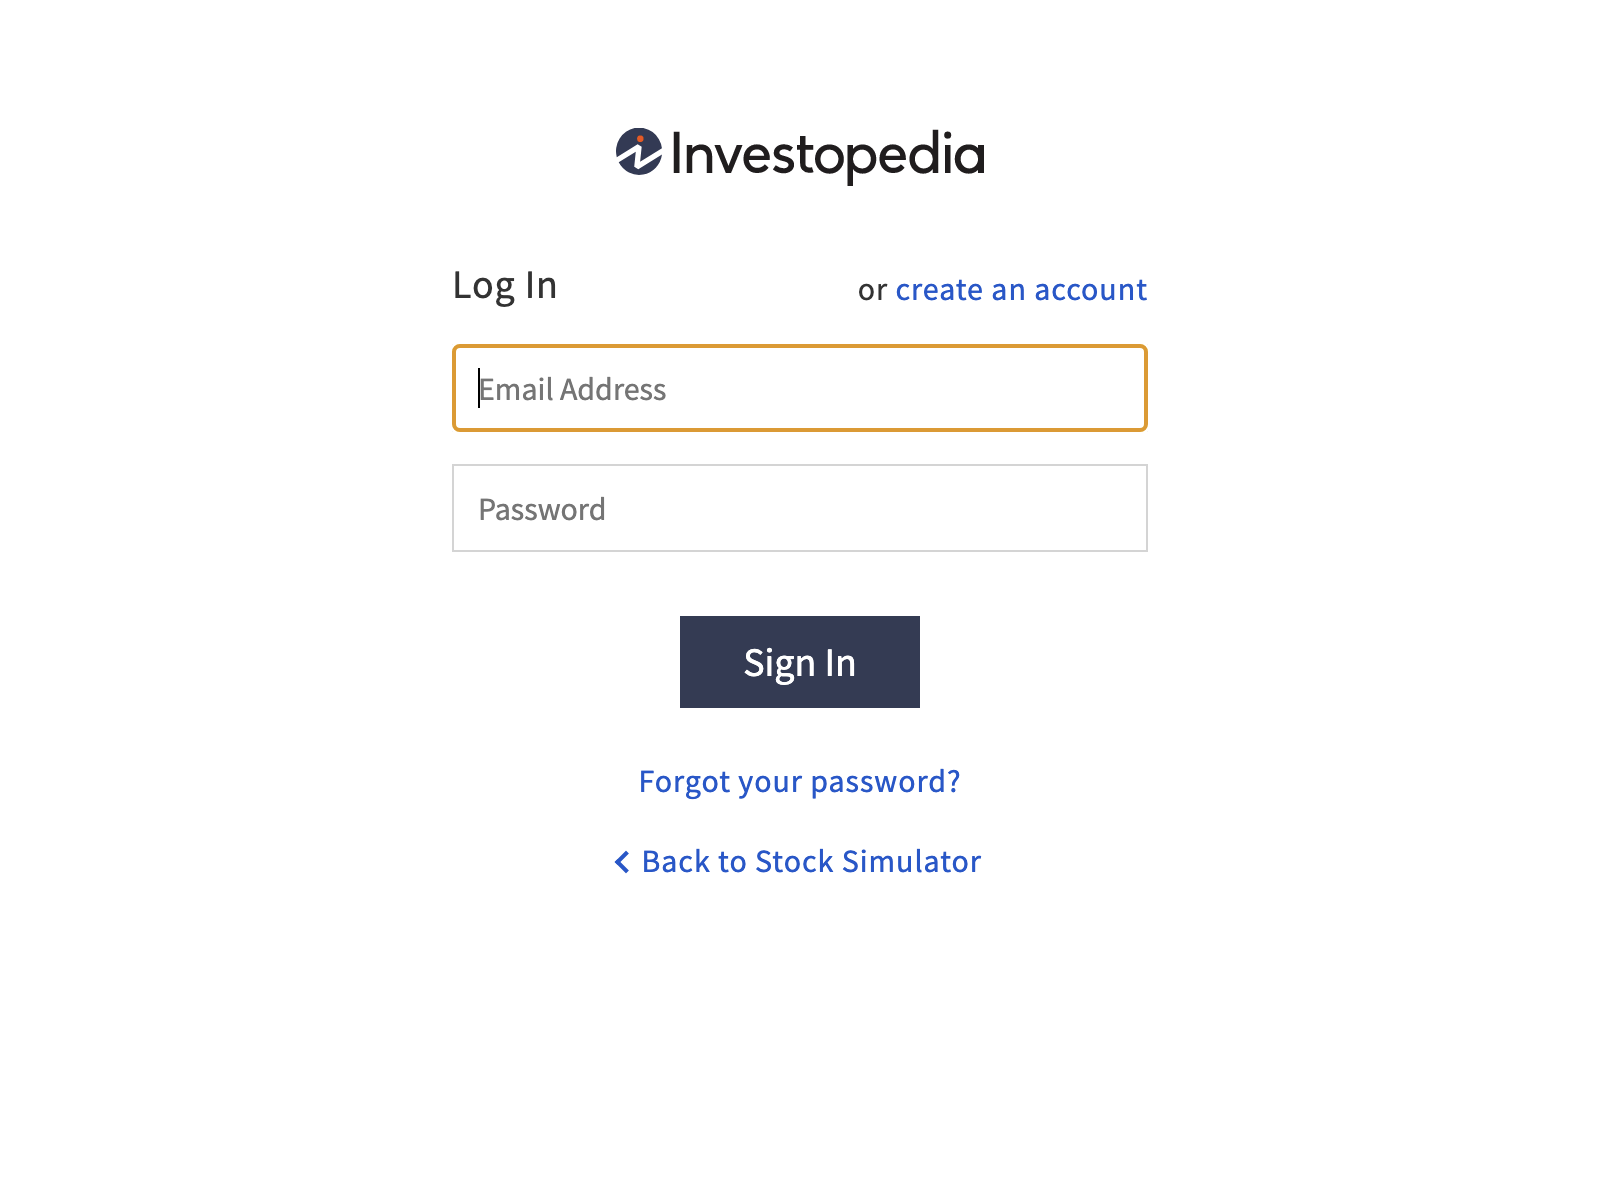 Investopedia
Log In
or create an account
Email Address
Password
Sign In
Forgot your password?
Back to Stock Simulator